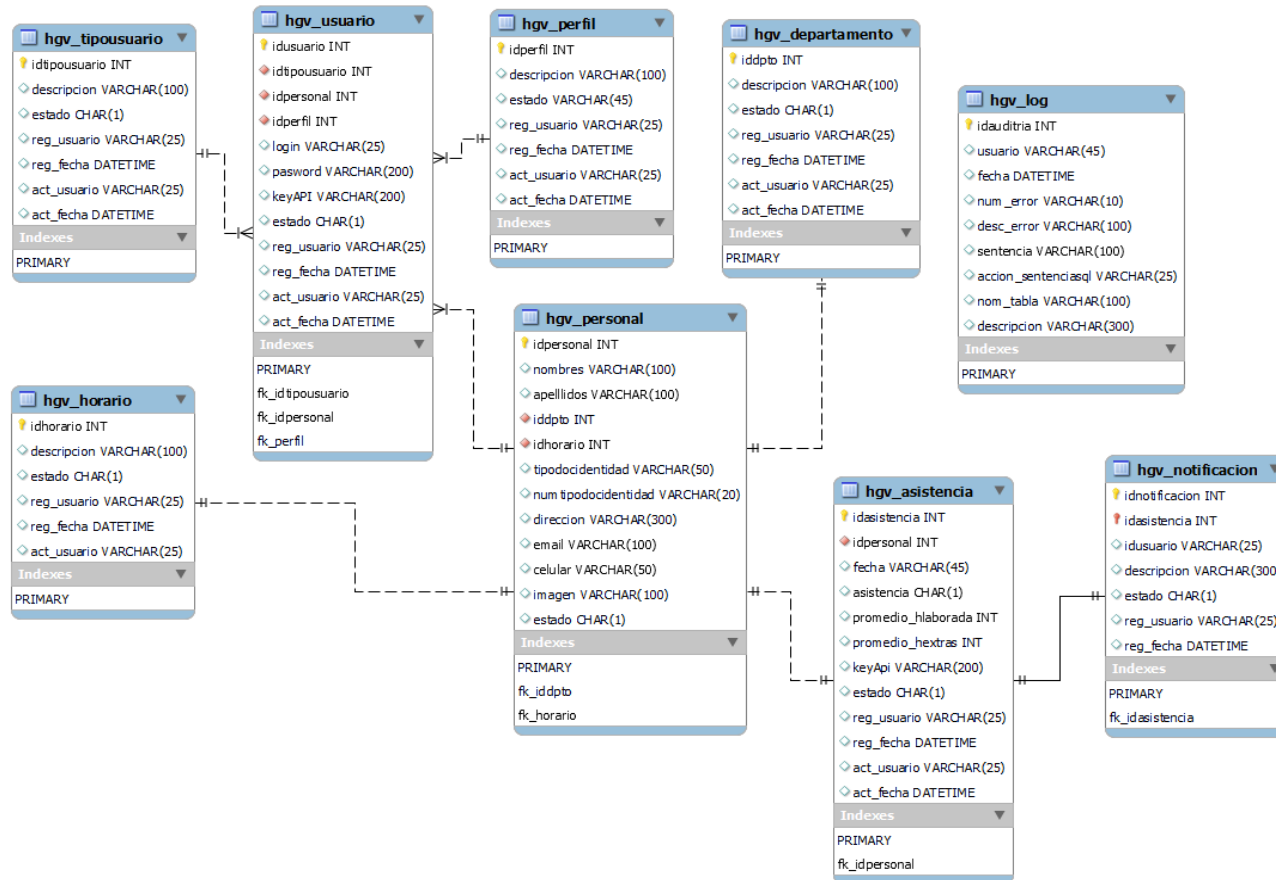 hgv_tipousuario
idtipousuario INT
descripcion VARCHAR(100)
estado CHAR(1)
reg_usuario VARCHAR(25)
reg_fecha DATETIME
act_usuario VARCHAR(25)
act_fecha DATETIME
Indexes
PRIMARY
hgv_usuario
idusuario INT
idtipousuario INT
idpersonal INT
idperfil INT
login VARCHAR(25)
pasword VARCHAR(200)
keyAPI VARCHAR(200)
estado CHAR(1)
reg_usuario VARCHAR(25)
reg_fecha DATETIME
act_usuario VARCHAR(25)
act_fecha DATETIME
Indexes
PRIMARY
fk_idtipousuario
fk_idpersonal
fk_perfil
hgv_perfil
idperfil INT
descripcion VARCHAR(100)
estado VARCHAR(45)
reg_usuario VARCHAR(25)
reg_fecha DATETIME
act_usuario VARCHAR(25)
act_fecha DATETIME
Indexes
PRIMARY
hgv_departamento
iddpto INT
descripcion VARCHAR(100)
estado CHAR(1)
reg_usuario VARCHAR(25)
reg_fecha DATETIME
act_usuario VARCHAR(25)
act_fecha DATETIME
Indexes
PRIMARY
hgv_log
idauditria INT
usuario VARCHAR(45)
fecha DATETIME
num_error VARCHAR(10)
desc_error VARCHAR(100)
sentencia VARCHAR(100)
accion_sentenciasql VARCHAR(25)
nom_tabla VARCHAR(100)
descripcion VARCHAR(300)
Indexes
PRIMARY
hgv_horario
idhorario INT
descripcion VARCHAR(100)
estado CHAR(1)
reg_usuario VARCHAR(25)
reg_fecha DATETIME
act_usuario VARCHAR(25)
Indexes
PRIMARY
hgv_personal
idpersonal INT
nombres VARCHAR(100)
apelllidos VARCHAR(100)
iddpto INT
idhorario INT
tipodocidentidad VARCHAR(50)
numtipodocidentidad VARCHAR(20)
direccion VARCHAR(300)
email VARCHAR(100)
celular VARCHAR(50)
imagen VARCHAR(100)
estado CHAR(1)
Indexes
PRIMARY
fk_iddpto
fk_horario
hgv_asistencia
idasistencia INT
idpersonal INT
fecha VARCHAR(45)
asistencia CHAR(1)
promedio_hlaborada INT
promedio_hextras INT
keyApi VARCHAR(200)
estado CHAR(1)
reg_usuario VARCHAR(25)
reg_fecha DATETIME
act_usuario VARCHAR(25)
act_fecha DATETIME
Indexes
PRIMARY
fk_idpersonal
hgv_notificacion
idnotificacion INT
idasistencia INT
idusuario VARCHAR(25)
descripcion VARCHAR(300
estado CHAR(1)
reg_usuario VARCHAR(25)
reg_fecha DATETIME
Indexes
PRIMARY
fk_idasistencia